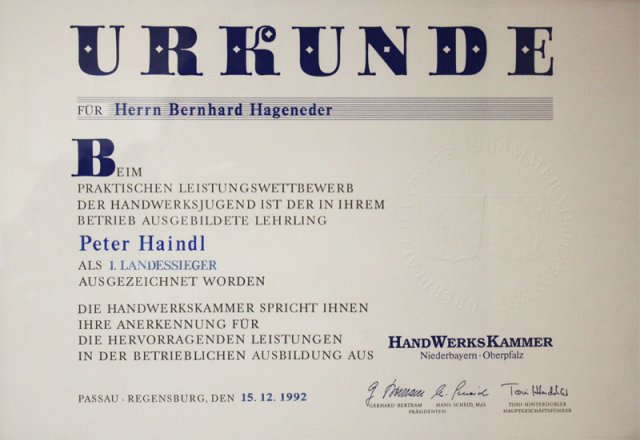 URKUNDE
FÜR Herrn Bernhard Hageneder
BEIM
PRAKTISCHEN LEISTUNGSWETTBEWERB
DER HANDWERKSJUGEND IST DER IN IHREM
BETRIEB AUSGEBILDETE LEHRLING
Peter Haindl
ALS 1. LANDESSIEGER
AUSGEZEICHNET WORDEN
DIE HANDWERKSKAMMER SPRICHT IHNEN
IHRE ANERKENNUNG FÜR
DIE HERVORRAGENDEN LEISTUNGEN
IN DER BETRIEBLICHEN AUSBILDUNG AUS
HANDWERKSKAMMER
Niederbayern · Oberpfalz
PASSAU · REGENSBURG, DEN 15. 12. 1992
GERHARD BERTRAM HANS SCHEID, MdS
PRÄSIDENTEN
TONI HINTERDOBLER
HAUPTGESCHÄFTSFÜHRER